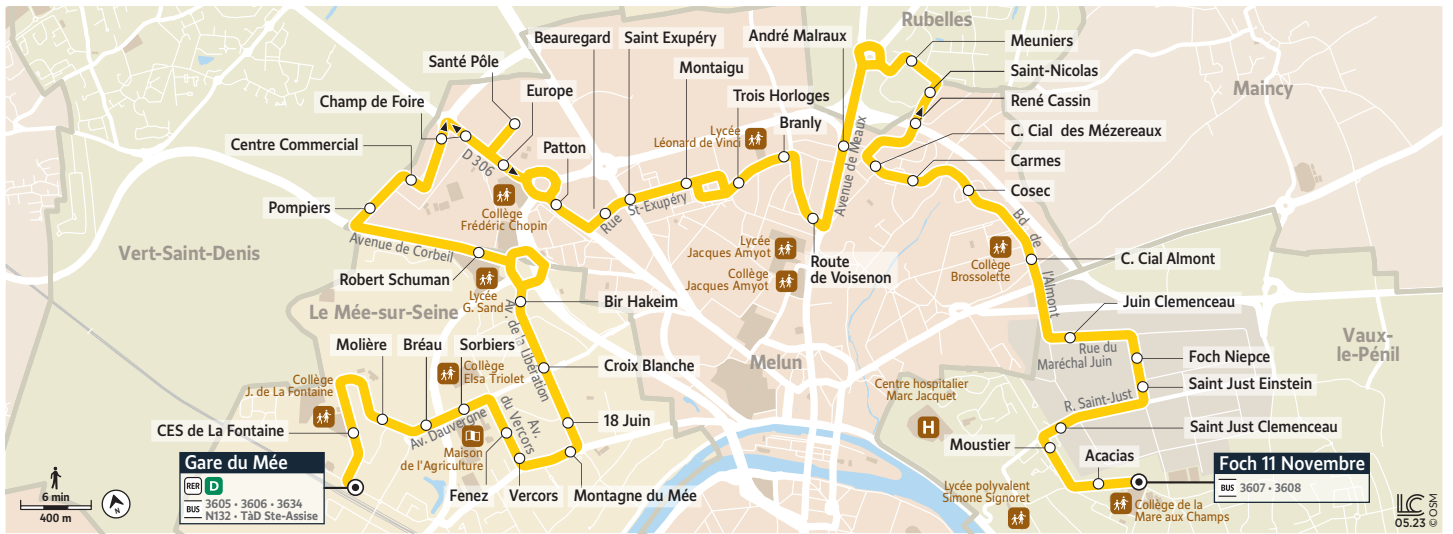 Rubelles
Beauregard
Saint Exupéry
André Malraux
Meuniers
Santé Pôle
Montaigu
Saint-Nicolas
Europe
Maincy
Champ de Foire
Trois Horloges
René Cassin
Centre Commercial
Lycée
Léonard de Vinci
Branly
C. Cial des Mézereaux
Patton
D 306
Avenue de Meaux
Carmes
Cosec
Pompiers
Collège
Frédéric Chopin
Rue St-Exupéry
Bd. de l'Almont
Avenue de Corbeil
Vert-Saint-Denis
Lycée
Jacques Amyot
Collège
Jacques Amyot
Route
de Voisenon
Collège
Brossolette
C. Cial Almont
Robert Schuman
Lycée
G. Sand
Bir Hakeim
Juin Clemenceau
Le Mée-sur-Seine
Av. de la Libération
Molière
Bréau
Sorbiers
Rue du
Maréchal Juin
Vaux-
le-Pénil
Foch Niepce
Melun
Collège
Elsa Triolet
Croix Blanche
Collège
J. de La Fontaine
Centre hospitalier
Marc Jacquet
H
Saint Just Einstein
R. Saint-Just
Av. Dauvergne
Av.
du Vercors
18 Juin
CES de La Fontaine
Saint Just Clemenceau
Maison
de l'Agriculture
Moustier
Acacias
Gare du Mée
RER D
BUS 3605 • 3606 • 3634
N132 • TàD Ste-Assise
Fenez
Vercors
Montagne du Mée
Foch 11 Novembre
BUS 3607 • 3608
Lycée polyvalent
Simone Signoret
Collège de la
Mare aux Champs
6 min
400 m
N
LC
05.23
© OSM